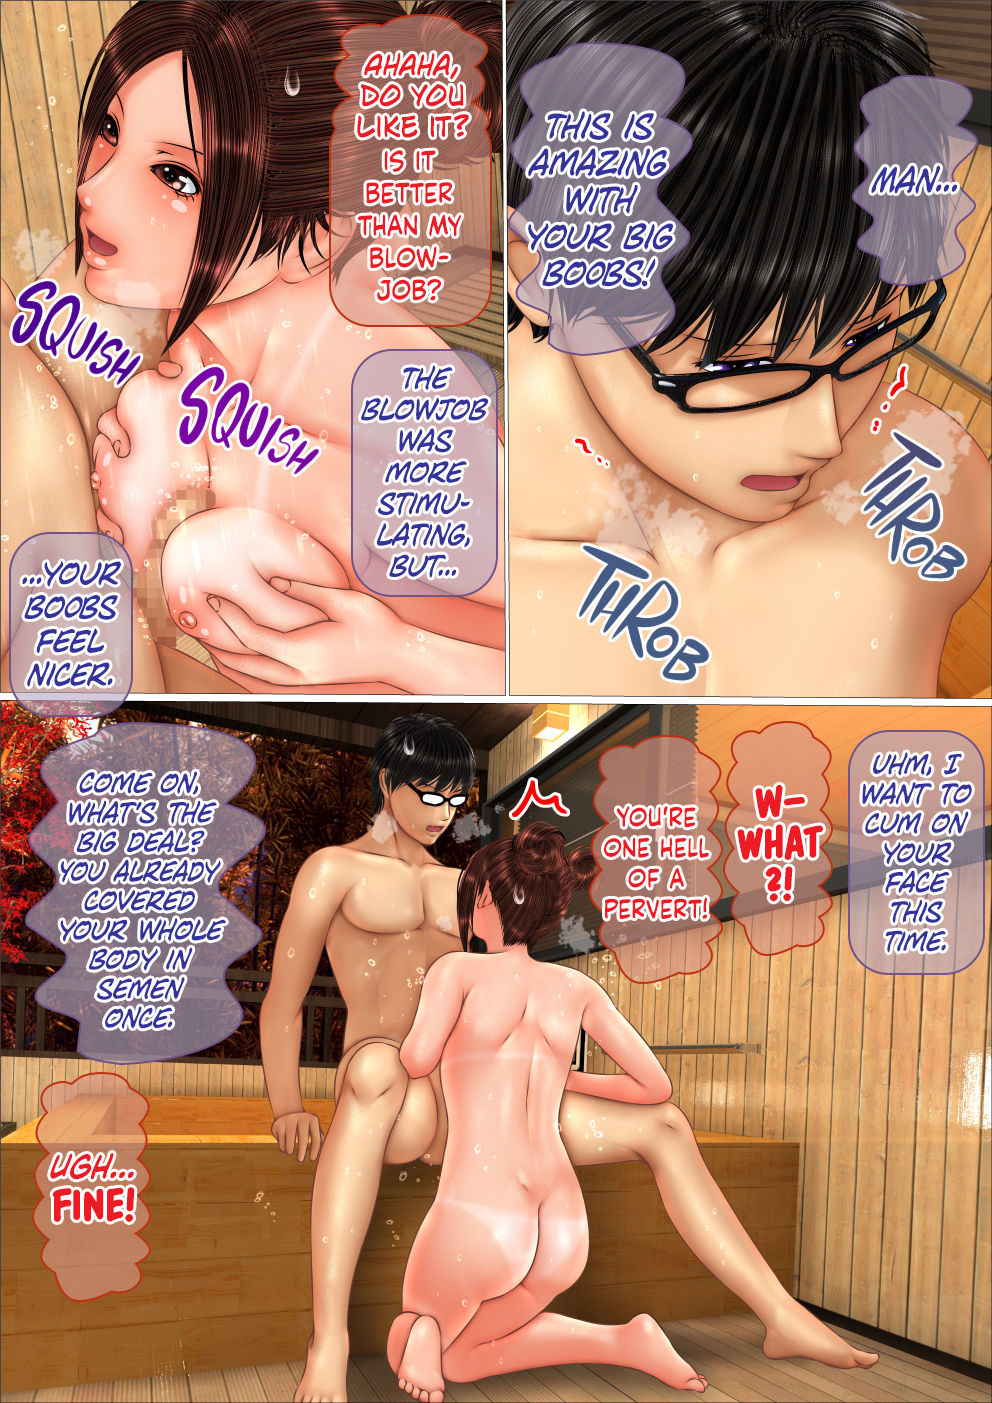 MAN...
THIS IS
AMAZING
WITH
YOUR BIG
BOOBS!
THROB
THROB
AHAHA,
DO YOU
LIKE IT?
IS IT
BETTER
THAN MY
BLOW-
JOB?
THE
BLOWJOB
WAS
MORE
STIMU-
LATING,
BUT...
SQUISH
SQUISH
...YOUR
BOOBS
FEEL
NICER.
UHM, I
WANT TO
CUM ON
YOUR
FACE
THIS
TIME.
W-
WHAT
?!
YOU'RE
ONE HELL
OF A
PERVERT!
COME ON,
WHAT'S THE
BIG DEAL?
YOU ALREADY
COVERED
YOUR WHOLE
BODY IN
SEMEN
ONCE.
UGH...
FINE!